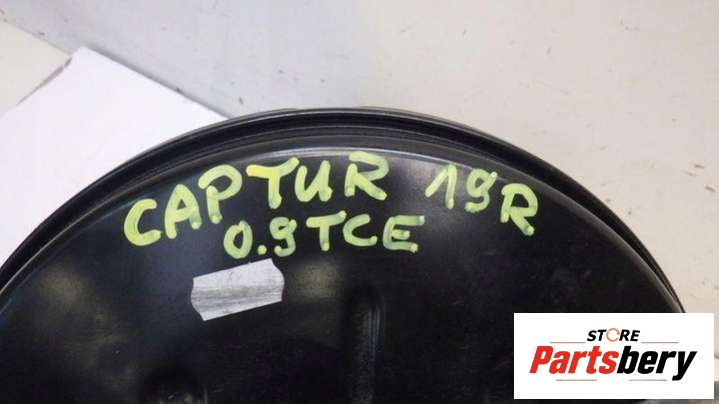 CAPTUR 19R
0.9TCE
STORE
Partsbery